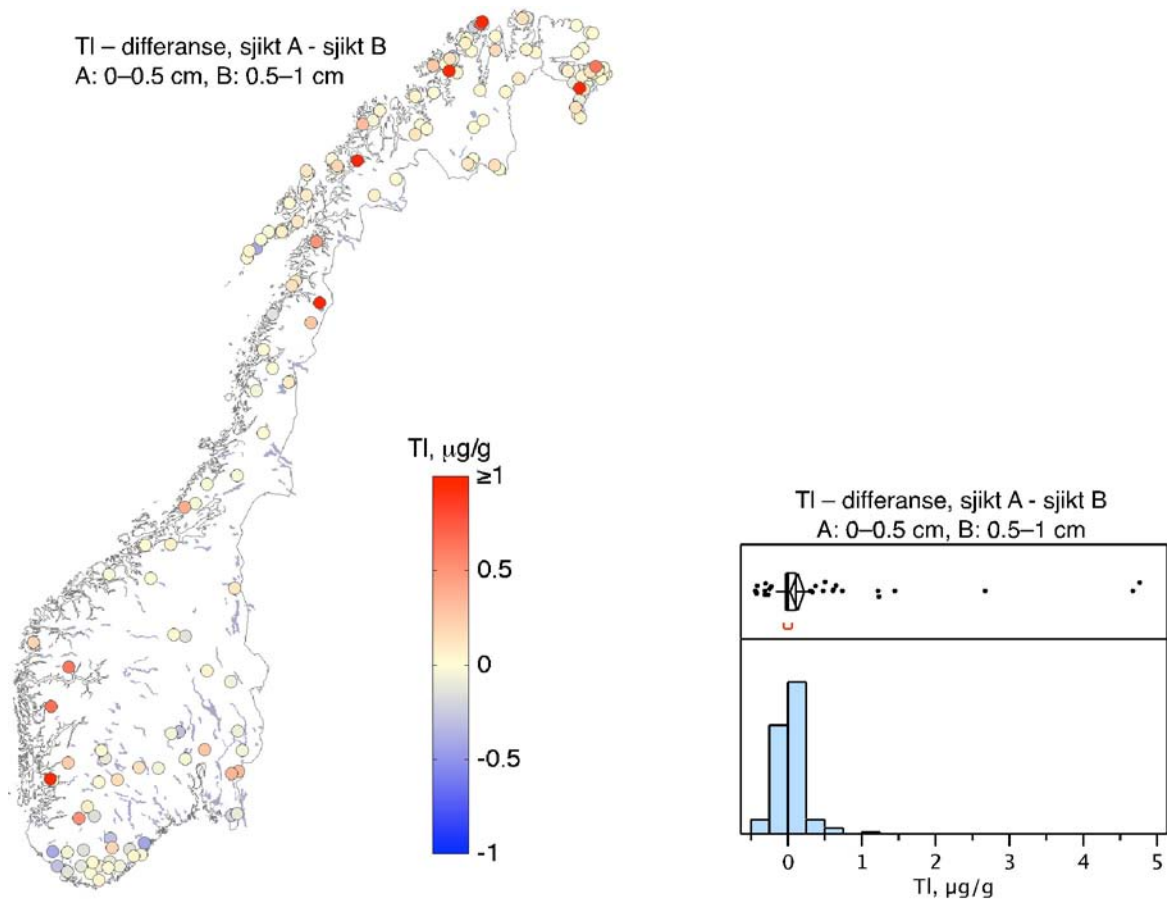 Tl – differanse, sjikt A - sjikt B
A: 0–0.5 cm, B: 0.5–1 cm
Tl, µg/g
≥1
0.5
0
-0.5
-1
Tl – differanse, sjikt A - sjikt B
A: 0–0.5 cm, B: 0.5–1 cm
0 1 2 3 4 5
Tl, µg/g